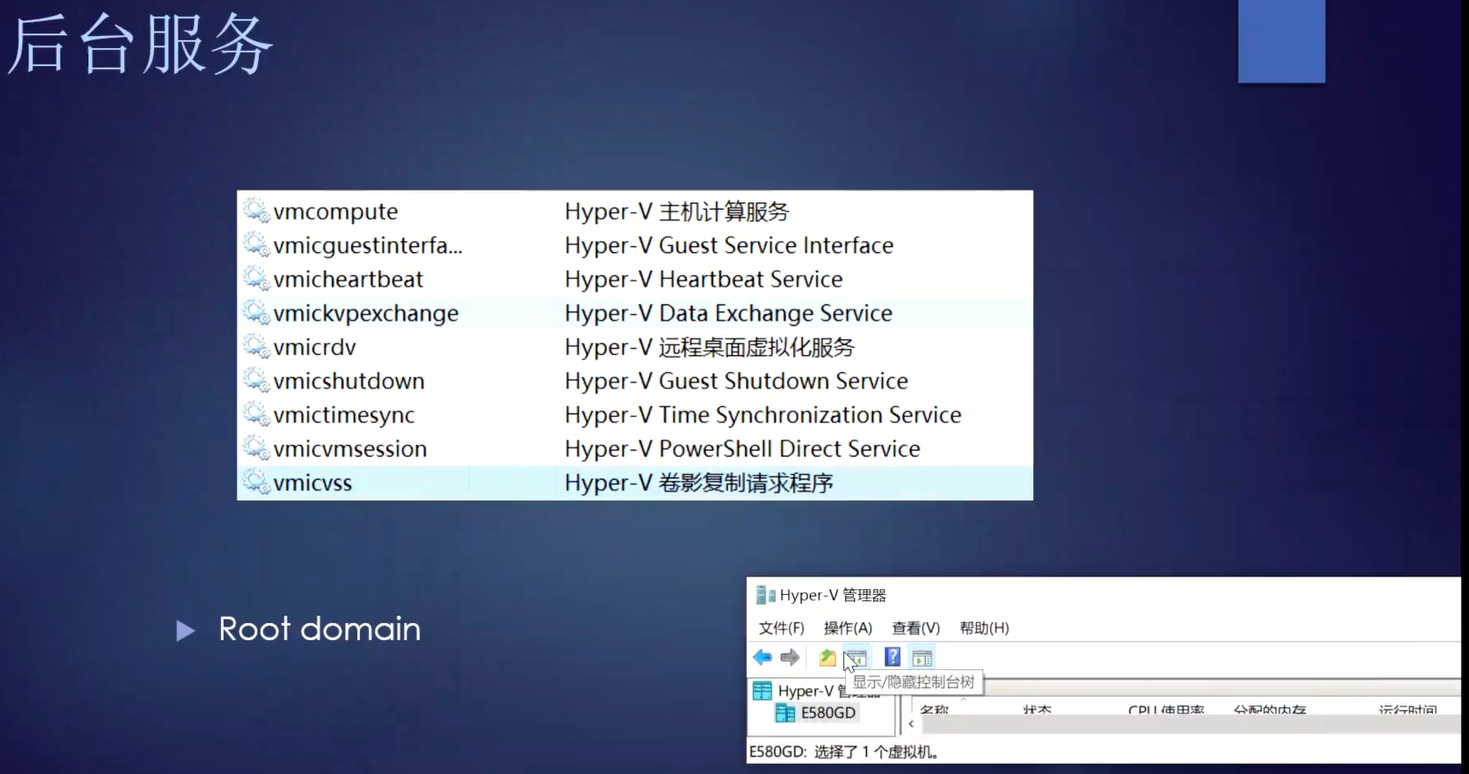 后台服务
vmcompute Hyper-V 主机计算服务
vmicguestinterfa... Hyper-V Guest Service Interface
vmicheartbeat Hyper-V Heartbeat Service
vmickvpexchange Hyper-V Data Exchange Service
vmicrdv Hyper-V 远程桌面虚拟化服务
vmicshutdown Hyper-V Guest Shutdown Service
vmictimesync Hyper-V Time Synchronization Service
vmicvmsession Hyper-V PowerShell Direct Service
vmicvss Hyper-V 卷影复制请求程序
Root domain
Hyper-V 管理器
文件(F) 操作(A) 查看(V) 帮助(H)
显示/隐藏控制台树
Hyper-V 管理器
E580GD
名称 状态 CPU 使用率 分配的内存 运行时间
E580GD: 选择了 1 个虚拟机。